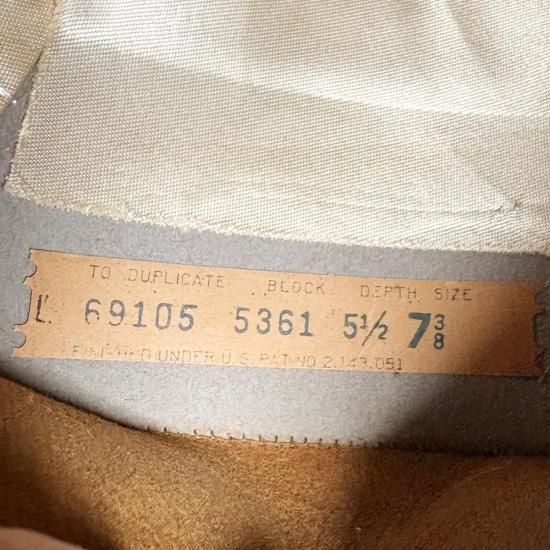 TO DUPLICATE BLOCK DEPTH SIZE
L 69105 5361 5½ 7⅜
FINISHED UNDER U.S. PAT. NO. 2,143,051